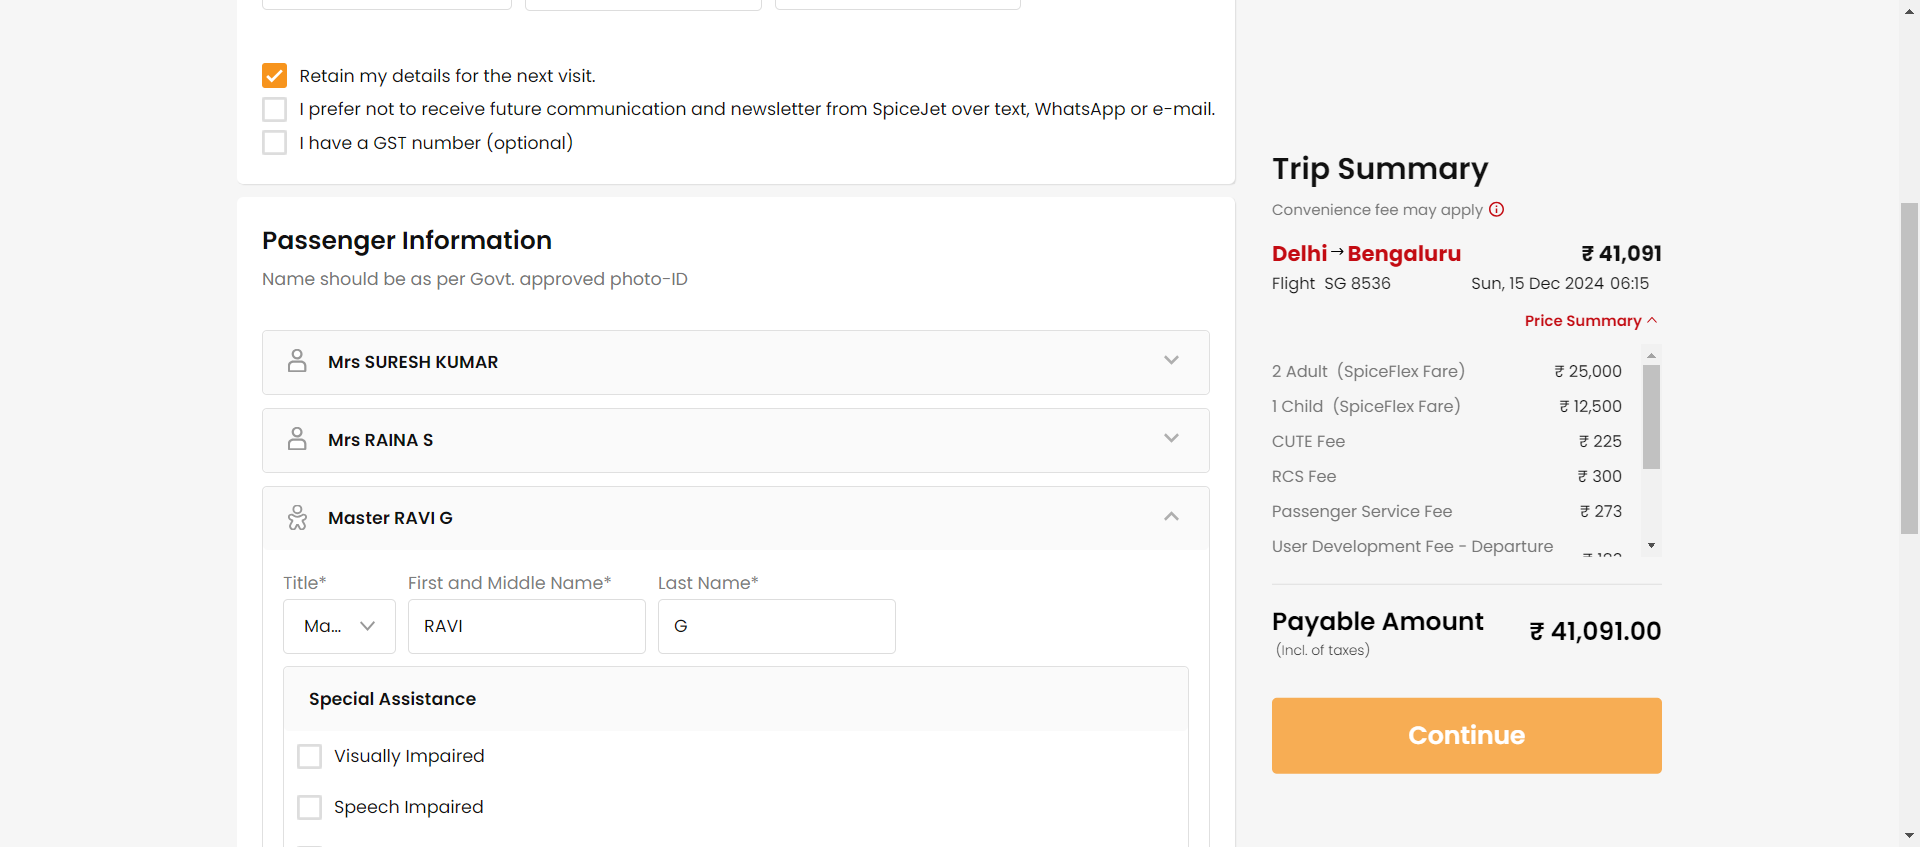 Retain my details for the next visit.
I prefer not to receive future communication and newsletter from SpiceJet over text, WhatsApp or e-mail.
I have a GST number (optional)
Passenger Information
Name should be as per Govt. approved photo-ID
Mrs SURESH KUMAR
Mrs RAINA S
Master RAVI G
Title*
First and Middle Name*
Last Name*
Ma...
RAVI
G
Special Assistance
Visually Impaired
Speech Impaired
Trip Summary
Convenience fee may apply
Delhi → Bengaluru ₹ 41,091
Flight SG 8536 Sun, 15 Dec 2024 06:15
Price Summary
2 Adult (SpiceFlex Fare) ₹ 25,000
1 Child (SpiceFlex Fare) ₹ 12,500
CUTE Fee ₹ 225
RCS Fee ₹ 300
Passenger Service Fee ₹ 273
User Development Fee - Departure
Payable Amount ₹ 41,091.00
(Incl. of taxes)
Continue